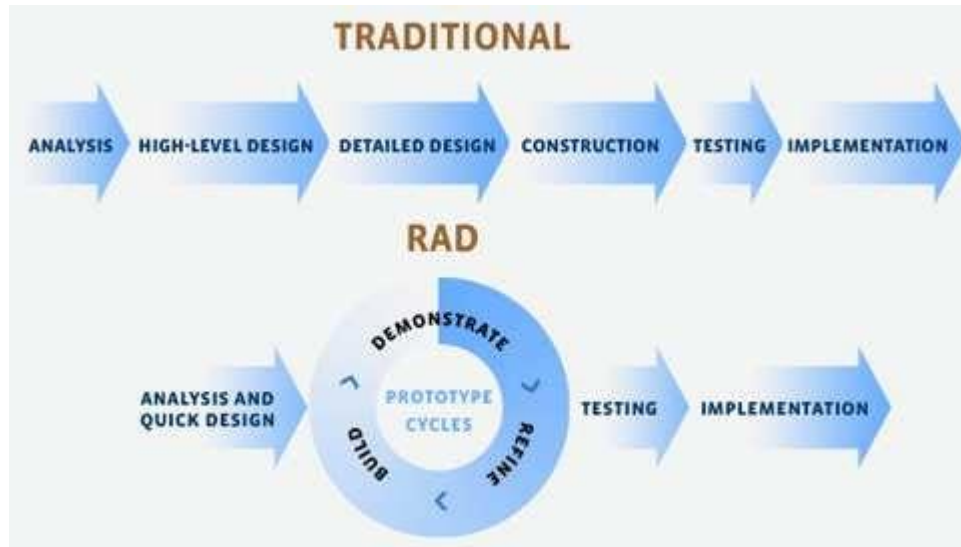 TRADITIONAL
ANALYSIS
HIGH-LEVEL DESIGN
DETAILED DESIGN
CONSTRUCTION
TESTING
IMPLEMENTATION
RAD
ANALYSIS AND
QUICK DESIGN
DEMONSTRATE
REFINE
BUILD
PROTOTYPE
CYCLES
TESTING
IMPLEMENTATION